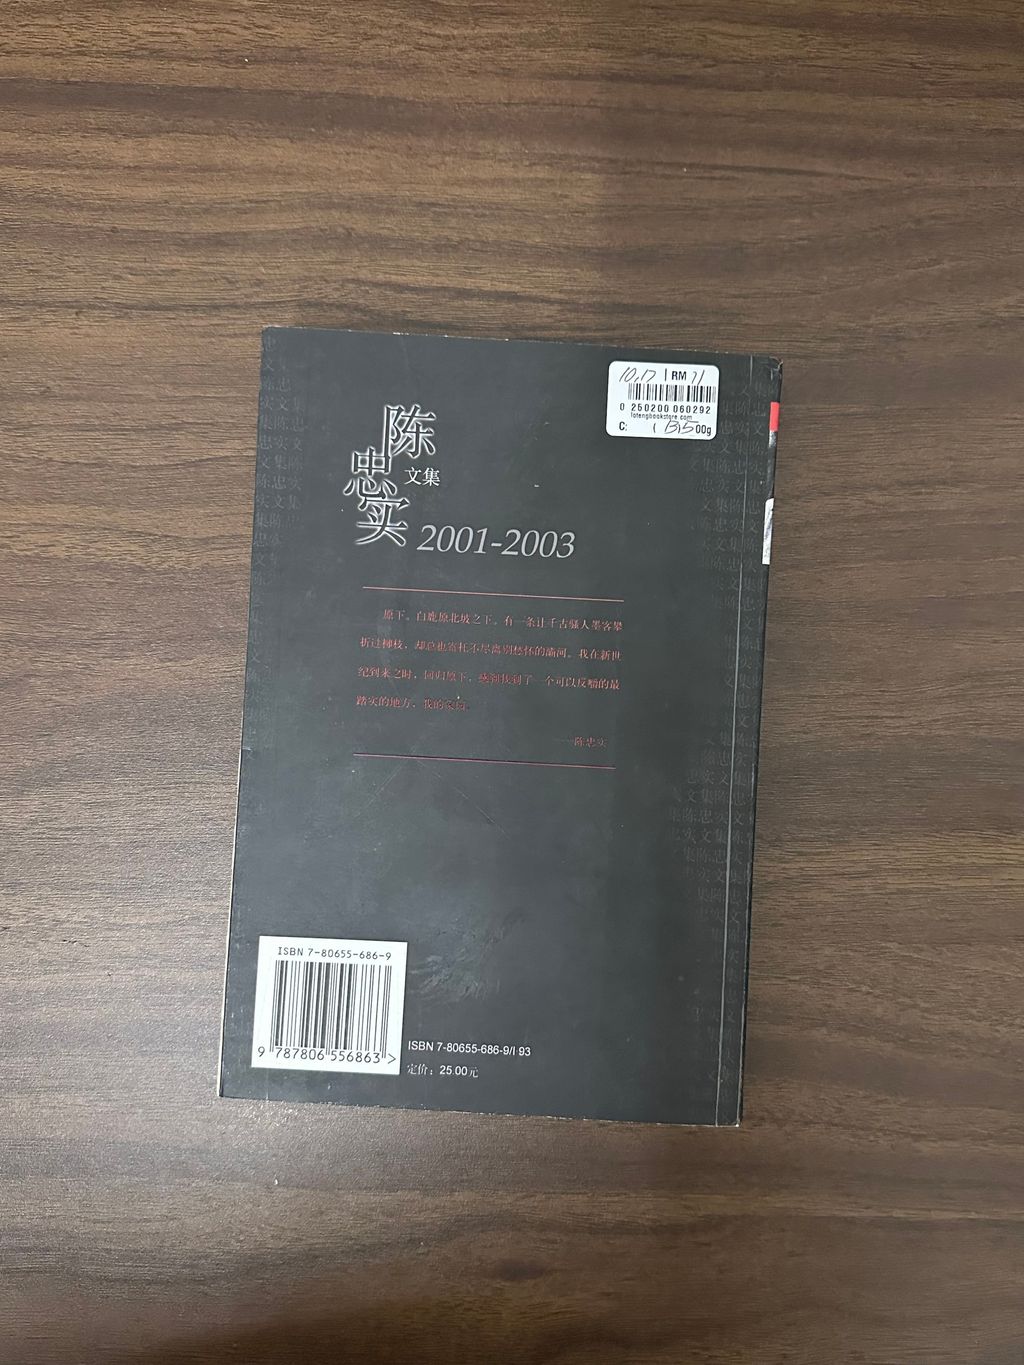 10,17 | RM 71
0 250200 060292
totengbookstore.com
C: ( B)500g
陈忠实
文集
2001-2003
原下。白鹿原北坡之下。有一条让千古骚人墨客攀
折过柳枝，却总也寄托不尽离别愁怀的灞河。我在新世
纪到来之时，回归原下，感到找到了一个可以反嚼的最
踏实的地方，我的家园。
——陈忠实
ISBN 7-80655-686-9
9 787806 556863 >
ISBN 7-80655-686-9/I 93
定价：25.00元